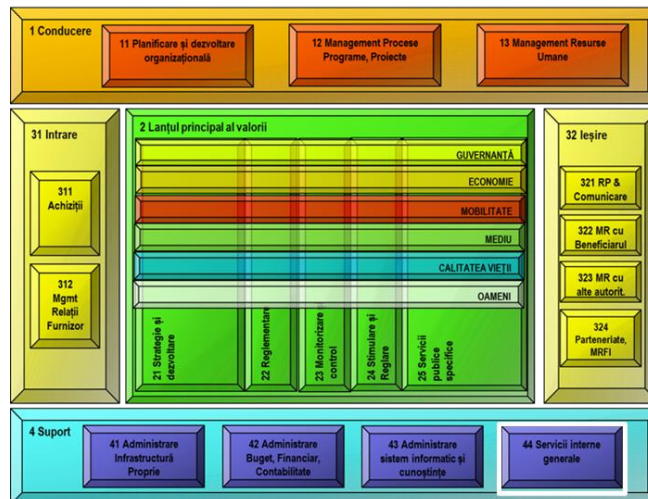 1 Conducere
11 Planificare și dezvoltare
organizațională
12 Management Procese
Programe, Proiecte
13 Management Resurse
Umane
31 Intrare
311
Achiziții
312
Mgmt
Relații
Furnizor
2 Lanțul principal al valorii
GUVERNANȚĂ
ECONOMIE
MOBILITATE
MEDIU
CALITATEA VIEȚII
OAMENI
21 Strategie și
dezvoltare
22 Reglementare
23 Monitorizare și
control
24 Stimulare și
Reglare
25 Servicii
publice
specifice
32 Ieșire
321 RP &
Comunicare
322 MR cu
Beneficiarul
323 MR cu
alte autorit.
324
Parteneriate,
MRFI
4 Suport
41 Administrare
Infrastructură
Proprie
42 Administrare
Buget, Financiar,
Contabilitate
43 Administrare
sistem informatic și
cunoștințe
44 Servicii interne
generale